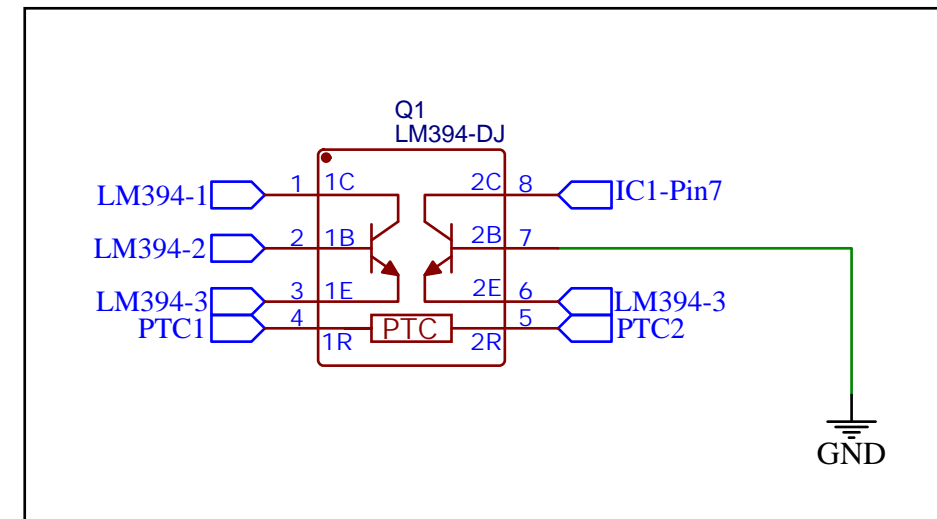 Q1
LM394-DJ
LM394-1 1 1C 2C 8 IC1-Pin7
LM394-2 2 1B 2B 7
LM394-3 3 1E 2E 6 LM394-3
PTC1 4 1R PTC 2R 5 PTC2
GND